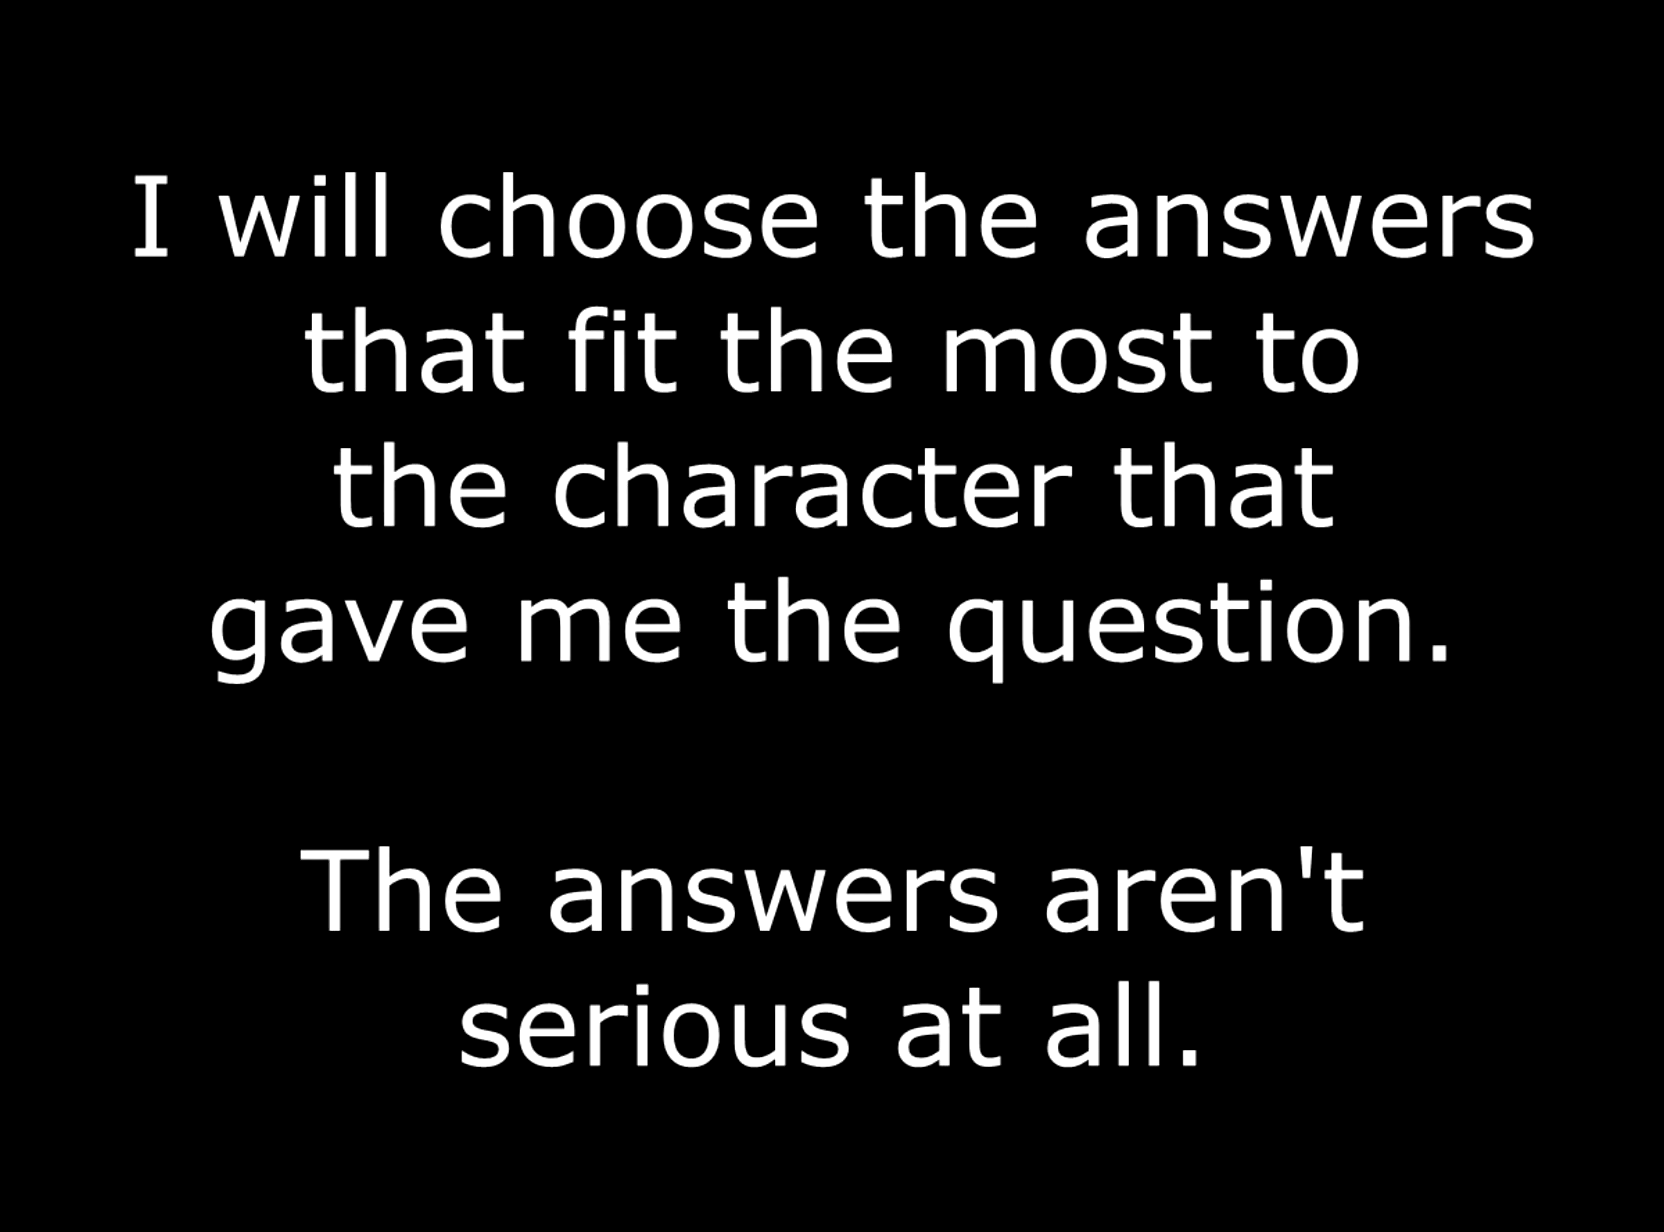 I will choose the answers
that fit the most to
the character that
gave me the question.
The answers aren't
serious at all.